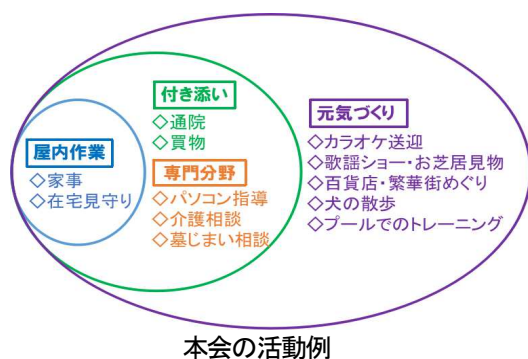 屋内作業
◇家事
◇在宅見守り
付き添い
◇通院
◇買物
専門分野
◇パソコン指導
◇介護相談
◇墓じまい相談
元気づくり
◇カラオケ送迎
◇歌謡ショー・お芝居見物
◇百貨店・繁華街めぐり
◇犬の散歩
◇プールでのトレーニング
本会の活動例